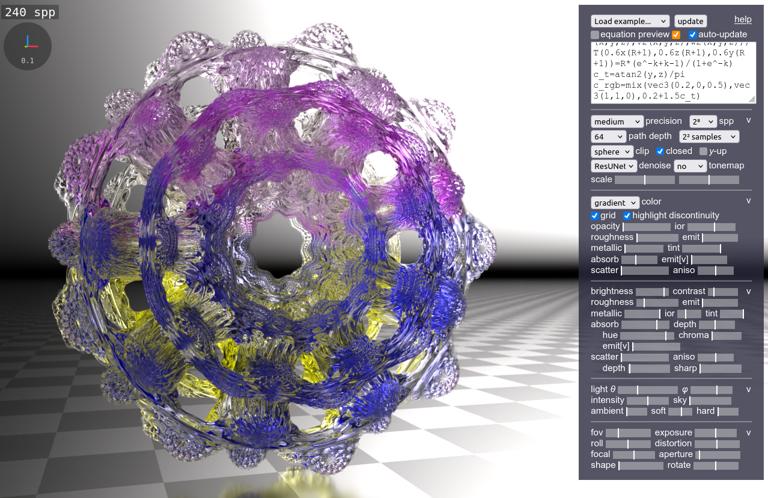 240 spp
0.1
Load example... update help
equation preview auto-update
T(0.6x(R+1),0.6z(R+1),0.6y(R
+1))=R*(e^-k+k-1)/(1+e^-k)
c_t=atan2(y,z)/pi
c_rgb=mix(vec3(0.2,0,0.5),vec
3(1,1,0),0.2+1.5c_t)
medium precision 2⁸ spp v
64 path depth 2² samples
sphere clip closed y-up
ResUNet denoise no tonemap
scale
gradient color v
grid highlight discontinuity
opacity ior
roughness emit
metallic tint
absorb emit[v]
scatter aniso
brightness contrast v
roughness emit
metallic ior tint
absorb depth
hue chroma
emit[v]
scatter aniso
depth sharp
light θ φ v
intensity sky
ambient soft hard
fov exposure v
roll distortion
focal aperture
shape rotate